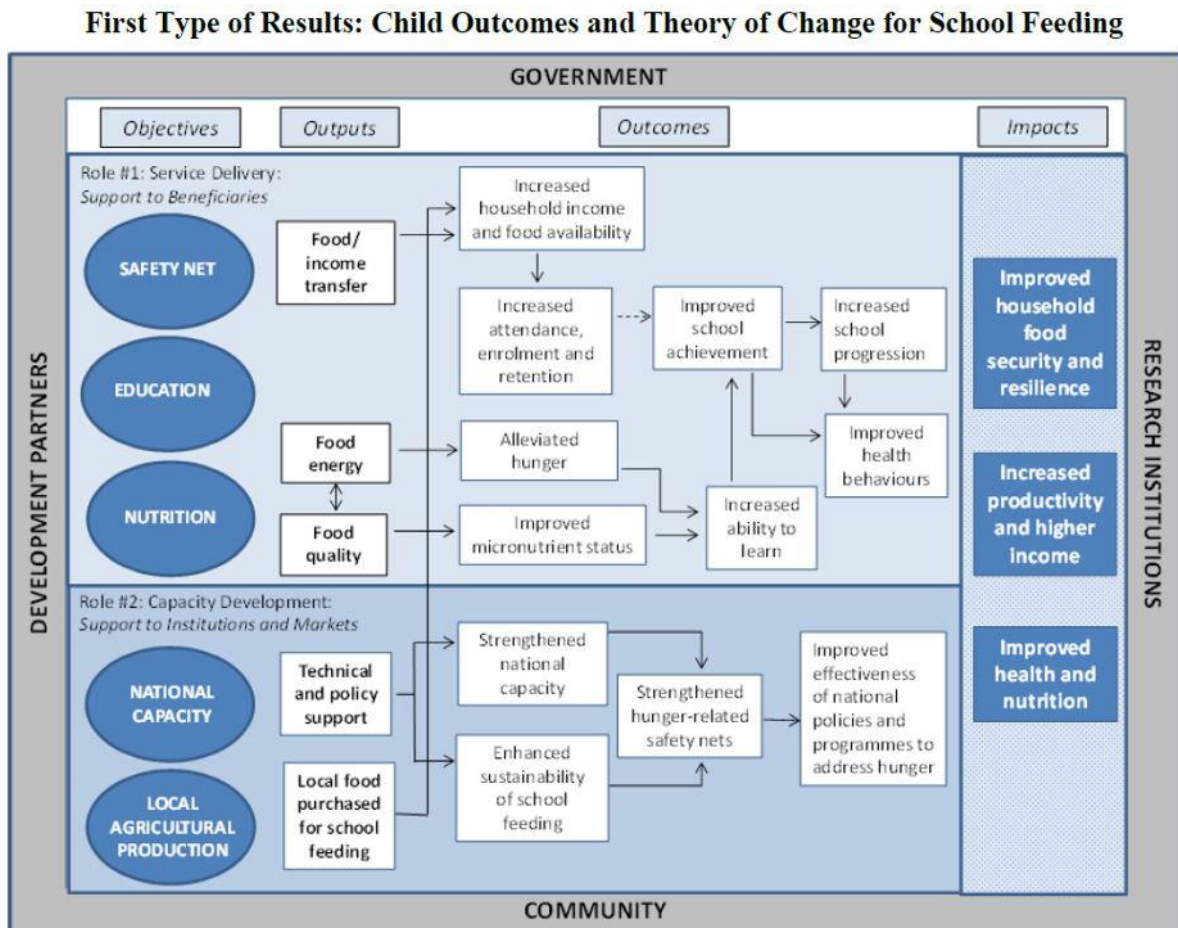 First Type of Results: Child Outcomes and Theory of Change for School Feeding
GOVERNMENT
Objectives
Outputs
Outcomes
Impacts
Role #1: Service Delivery:
Support to Beneficiaries
SAFETY NET
EDUCATION
NUTRITION
Food/
income
transfer
Food
energy
Food
quality
Increased
household income
and food availability
Increased
attendance,
enrolment and
retention
Improved
school
achievement
Increased
school
progression
Alleviated
hunger
Improved
health
behaviours
Improved
micronutrient status
Increased
ability to
learn
Role #2: Capacity Development:
Support to Institutions and Markets
NATIONAL
CAPACITY
LOCAL
AGRICULTURAL
PRODUCTION
Technical
and policy
support
Local food
purchased
for school
feeding
Strengthened
national
capacity
Enhanced
sustainability
of school
feeding
Strengthened
hunger-related
safety nets
Improved
effectiveness
of national
policies and
programmes to
address hunger
Improved
household
food
security and
resilience
Increased
productivity
and higher
income
Improved
health and
nutrition
DEVELOPMENT PARTNERS
RESEARCH INSTITUTIONS
COMMUNITY